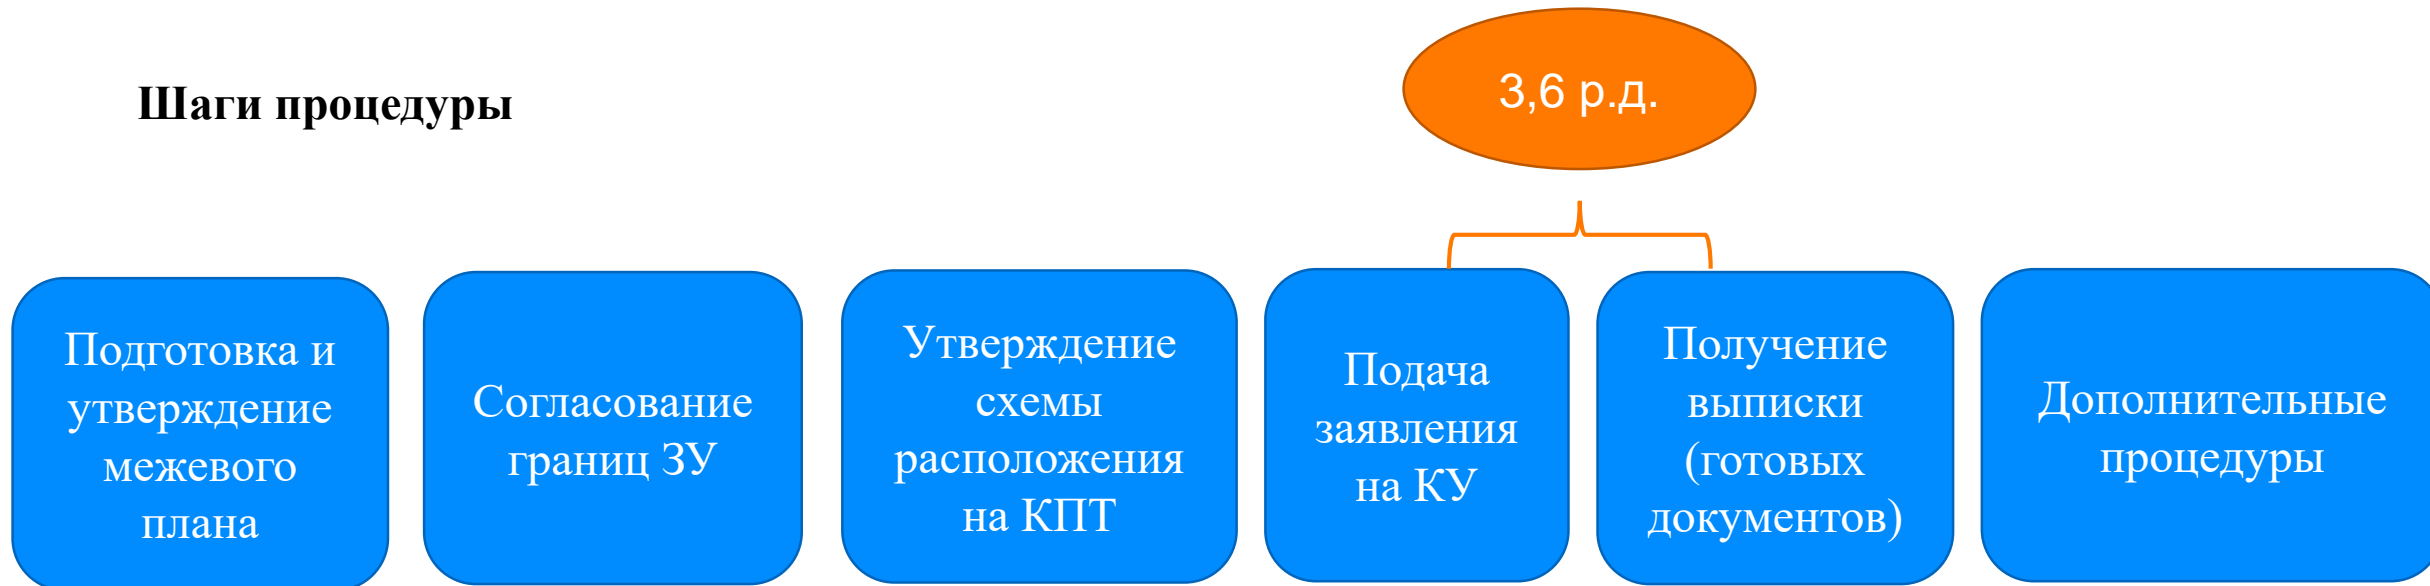 Шаги процедуры
3,6 р.д.
Подготовка и
утверждение
межевого
плана
Согласование
границ ЗУ
Утверждение
схемы
расположения
на КПТ
Подача
заявления
на КУ
Получение
выписки
(готовых
документов)
Дополнительные
процедуры